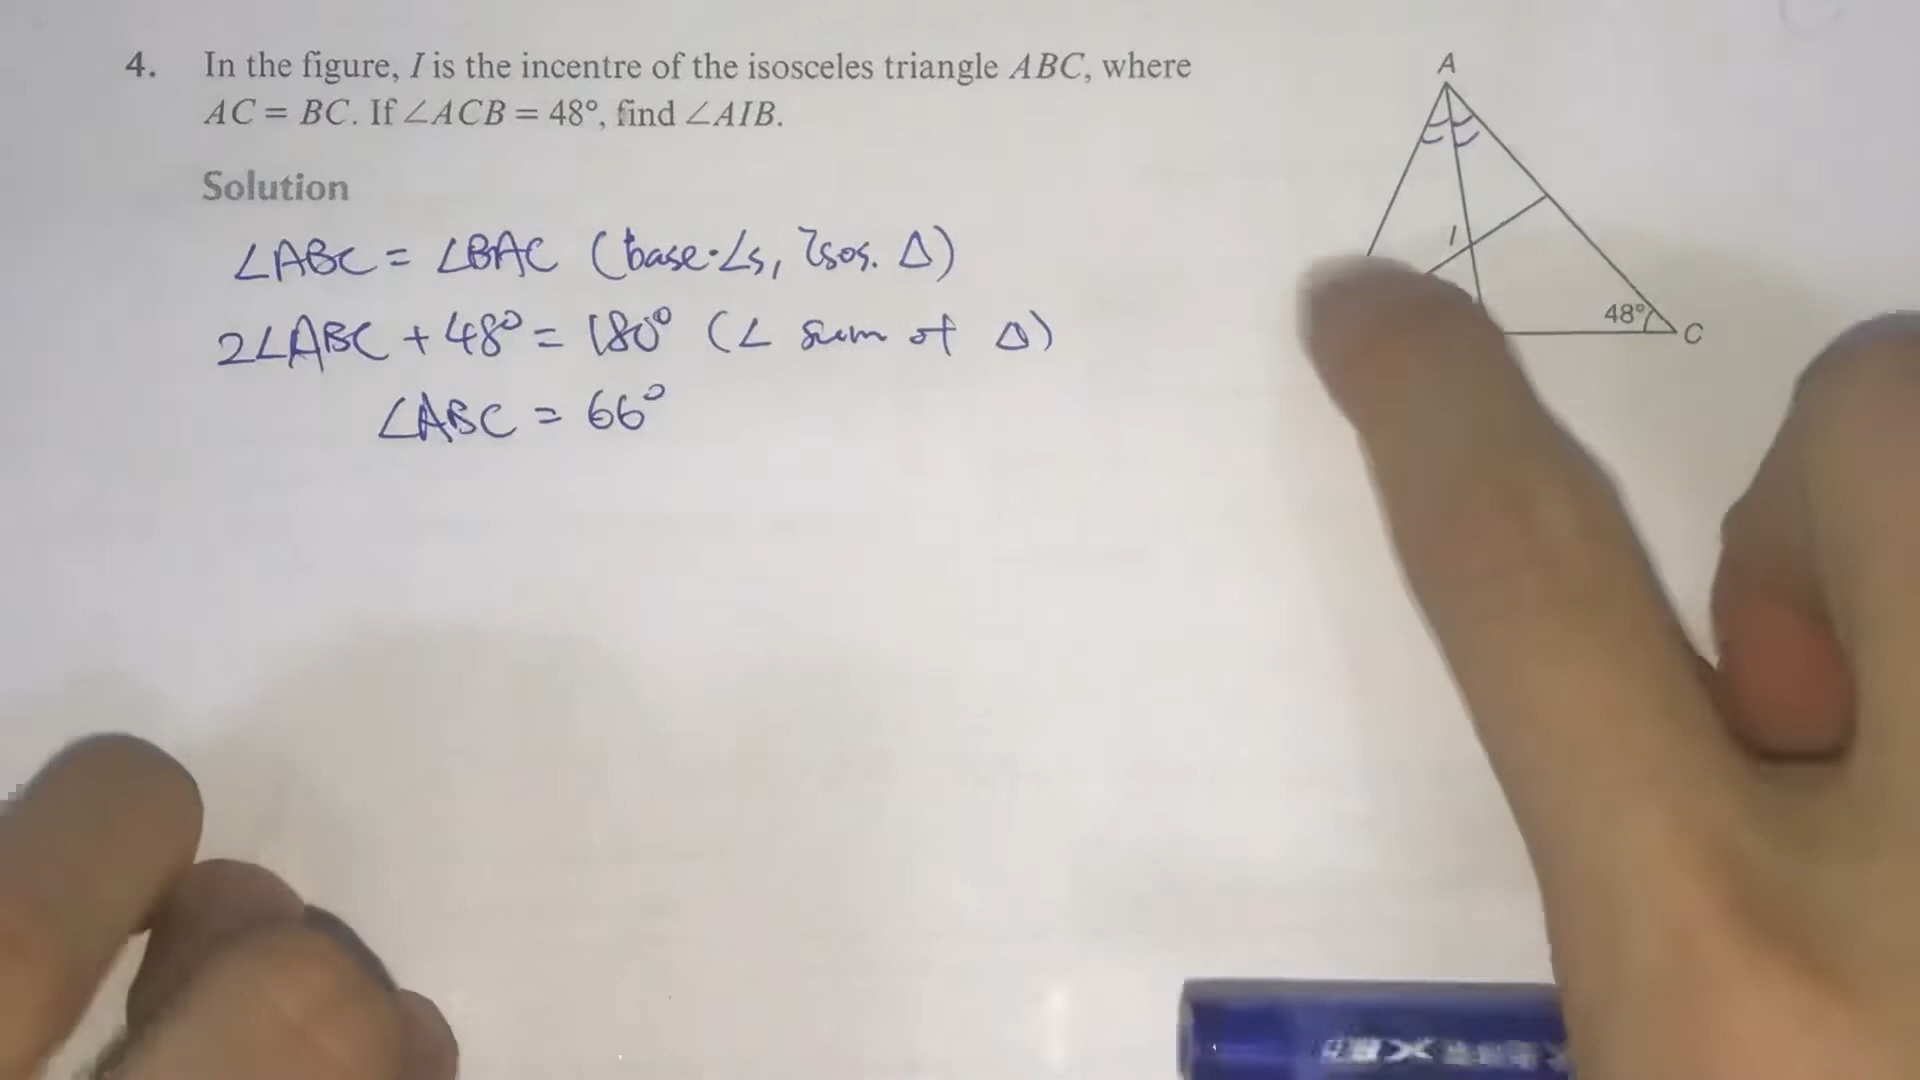 4. In the figure, I is the incentre of the isosceles triangle ABC, where
AC = BC. If ∠ACB = 48°, find ∠AIB.
Solution
∠ABC = ∠BAC (base ∠s, isos. Δ)
2∠ABC + 48° = 180° (∠ sum of Δ)
∠ABC = 66°
A
I
48°
C